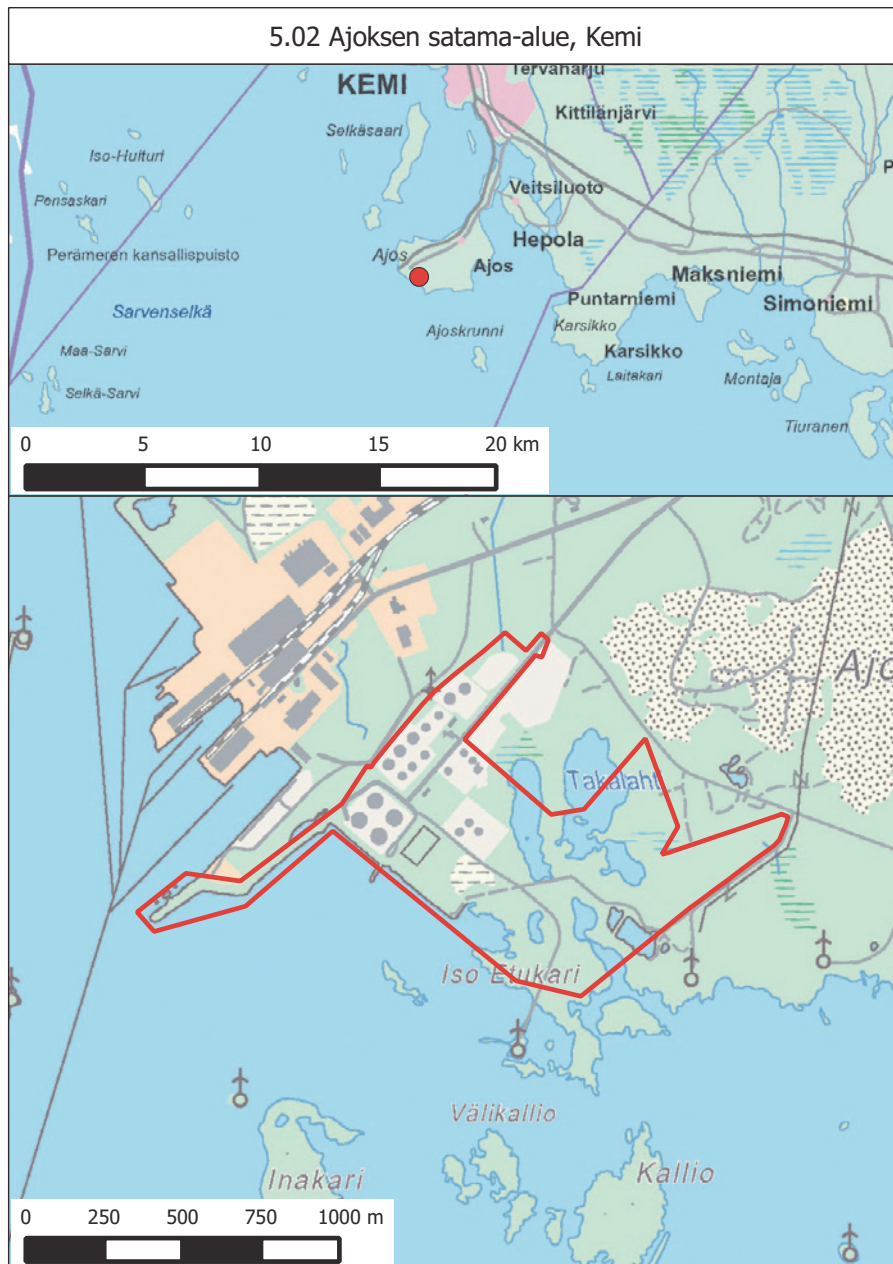 5.02 Ajoksen satama-alue, Kemi
Tervaharju
KEMI
Kittilänjärvi
Selkäsaari
Iso-Huituri
Veitsiluoto
Pensaskari
Hepola
Perämeren kansallispuisto
Ajos
Ajos
Maksniemi
Puntarniemi
Simoniemi
Sarvenselkä
Ajoskrunni
Karsikko
Maa-Sarvi
Karsikko
Laitakari
Montaja
Selkä-Sarvi
Tiuranen
0 5 10 15 20 km
Ajo
Takalahti
Iso Etukari
Välikallio
Inakari
Kallio
0 250 500 750 1000 m